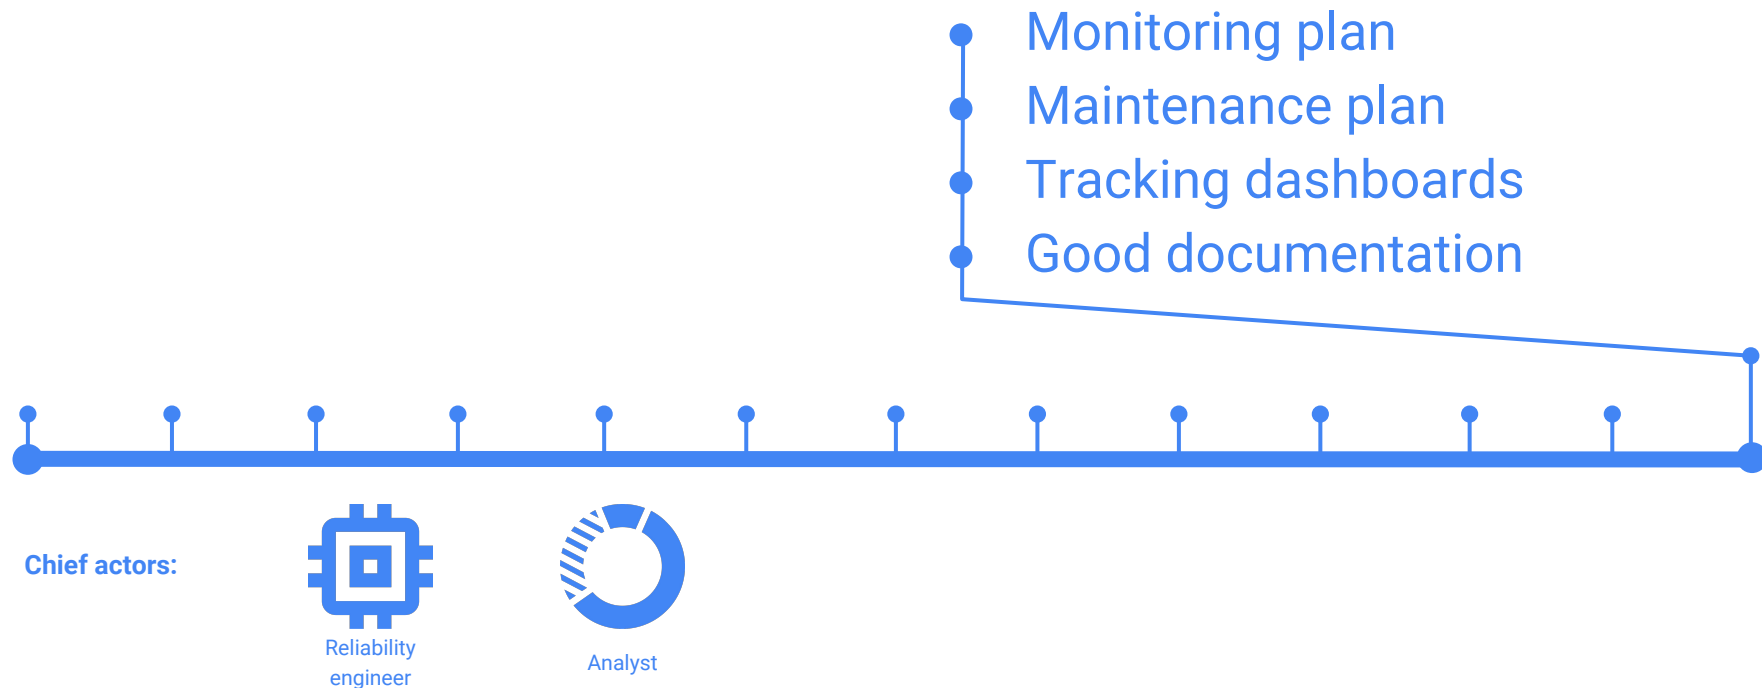 Monitoring plan
Maintenance plan
Tracking dashboards
Good documentation
Chief actors:
Reliability
engineer
Analyst